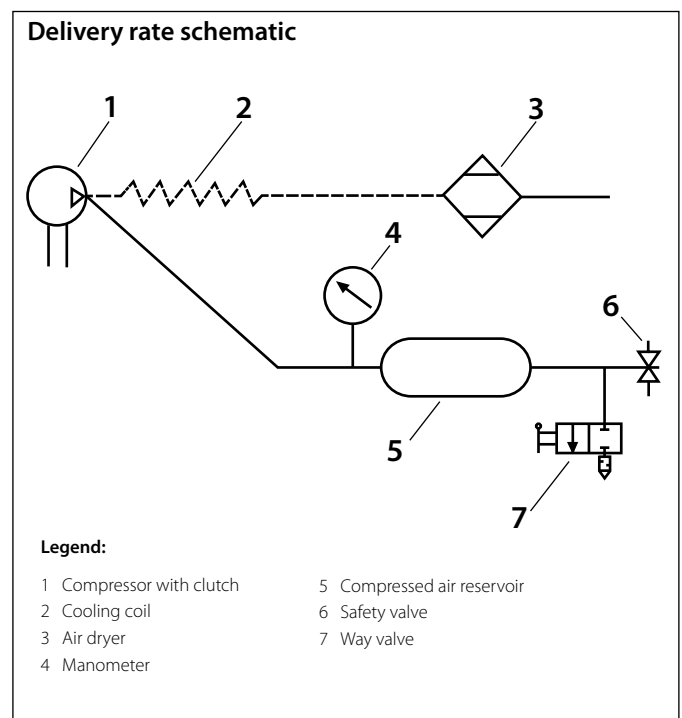 Delivery rate schematic
1
2
3
4
6
5
7
Legend:
1 Compressor with clutch
2 Cooling coil
3 Air dryer
4 Manometer
5 Compressed air reservoir
6 Safety valve
7 Way valve